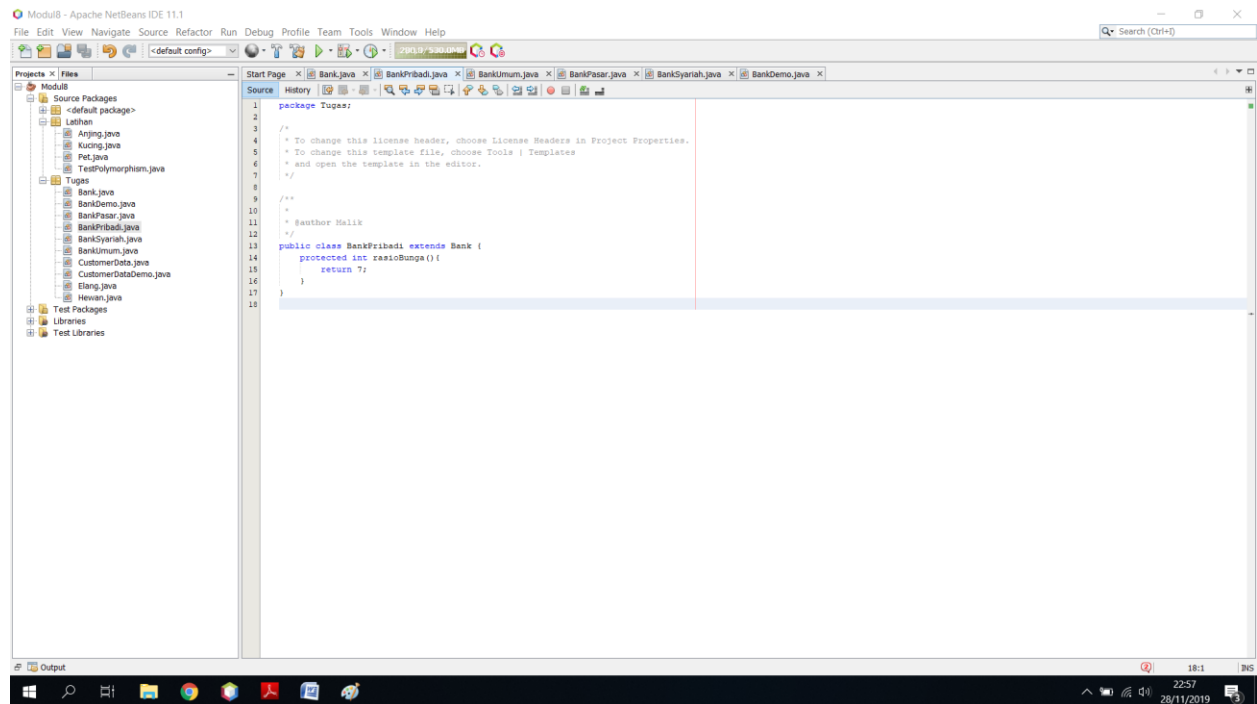 Modul8 - Apache NetBeans IDE 11.1
File Edit View Navigate Source Refactor Run Debug Profile Team Tools Window Help
Search (Ctrl+I)
<default config>
Projects Files
Start Page Bank.java BankPribadi.java BankUmum.java BankPasar.java BankSyariah.java BankDemo.java
Modul8
Source Packages
<default package>
Latihan
Anjing.java
Kucing.java
Pet.java
TestPolymorphism.java
Tugas
Bank.java
BankDemo.java
BankPasar.java
BankPribadi.java
BankSyariah.java
BankUmum.java
CustomerData.java
CustomerDataDemo.java
Elang.java
Hewan.java
Test Packages
Libraries
Test Libraries
Source History
1 package Tugas;
2
3 /*
4 * To change this license header, choose License Headers in Project Properties.
5 * To change this template file, choose Tools | Templates
6 * and open the template in the editor.
7 */
8
9 /**
10 *
11 * @author Malik
12 */
13 public class BankPribadi extends Bank {
14 protected int rasioBunga(){
15 return 7;
16 }
17 }
18
Output
18:1 INS
22:57
28/11/2019